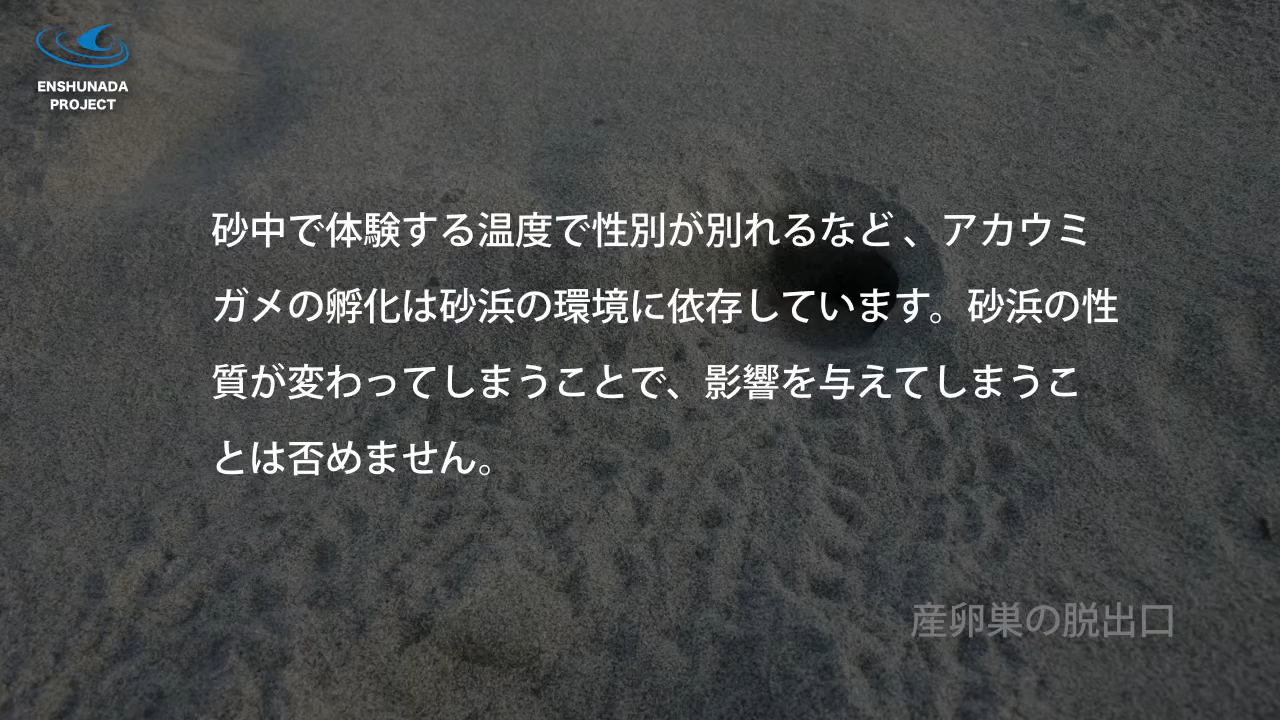 ENSHUNADA
PROJECT
砂中で体験する温度で性別が別れるなど、アカウミ
ガメの孵化は砂浜の環境に依存しています。砂浜の性
質が変わってしまうことで、影響を与えてしまうこ
とは否めません。
産卵巣の脱出口